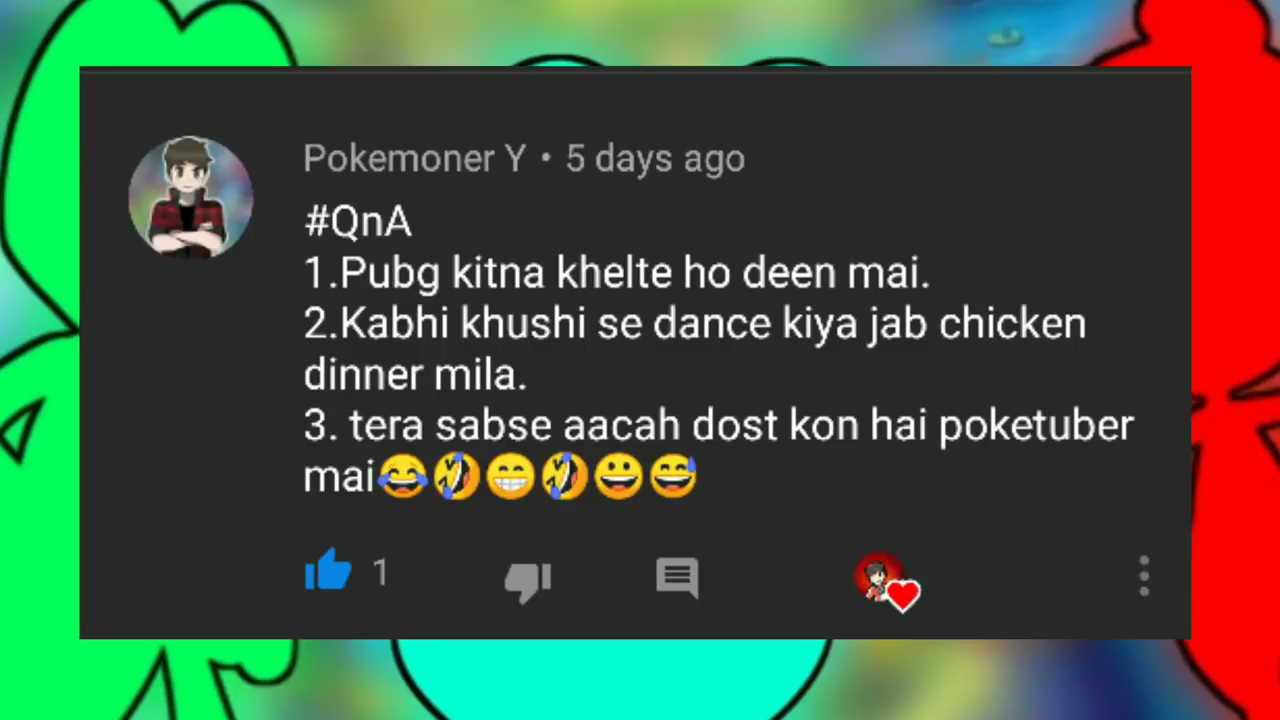 Pokemoner Y • 5 days ago
#QnA
1.Pubg kitna khelte ho deen mai.
2.Kabhi khushi se dance kiya jab chicken
dinner mila.
3. tera sabse aacah dost kon hai poketuber
mai😂🤣😁🤣😀😅
1